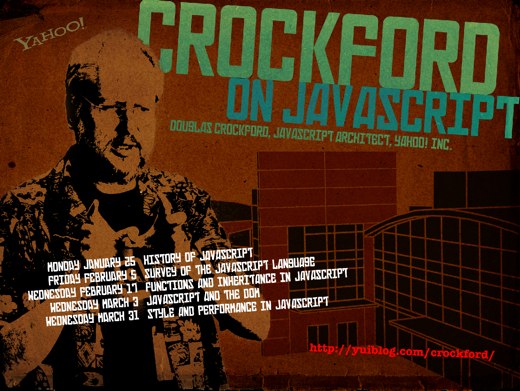 YAHOO!
CROCKFORD
ON JAVASCRIPT
DOUGLAS CROCKFORD, JAVASCRIPT ARCHITECT, YAHOO! INC.
MONDAY JANUARY 25 HISTORY OF JAVASCRIPT
FRIDAY FEBRUARY 5 SURVEY OF THE JAVASCRIPT LANGUAGE
WEDNESDAY FEBRUARY 17 FUNCTIONS AND INHERITANCE IN JAVASCRIPT
WEDNESDAY MARCH 3 JAVASCRIPT AND THE DOM
WEDNESDAY MARCH 31 STYLE AND PERFORMANCE IN JAVASCRIPT
http://yuiblog.com/crockford/